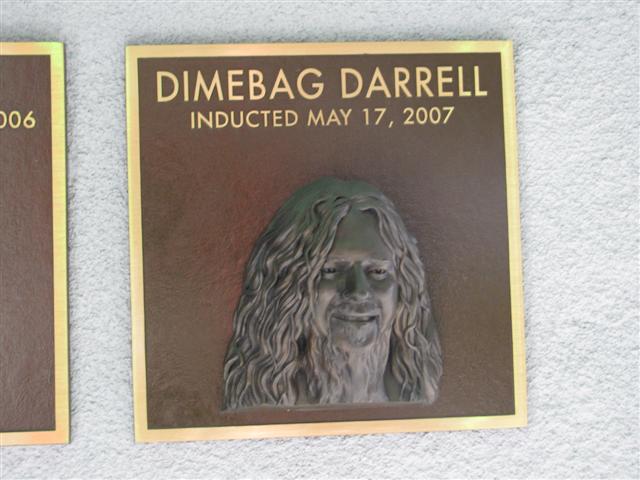 006
DIMEBAG DARRELL
INDUCTED MAY 17, 2007